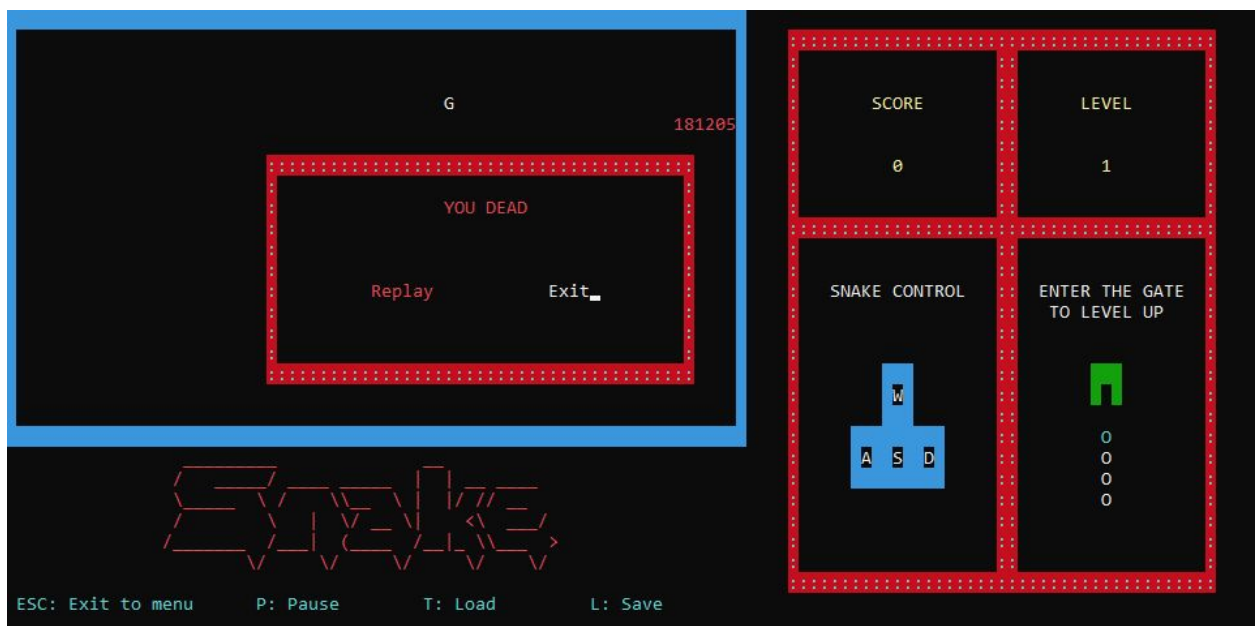 G
181205
YOU DEAD
Replay Exit
SCORE
0
LEVEL
1
SNAKE CONTROL
W
A S D
ENTER THE GATE
TO LEVEL UP
O
O
O
O
Snake
ESC: Exit to menu P: Pause T: Load L: Save